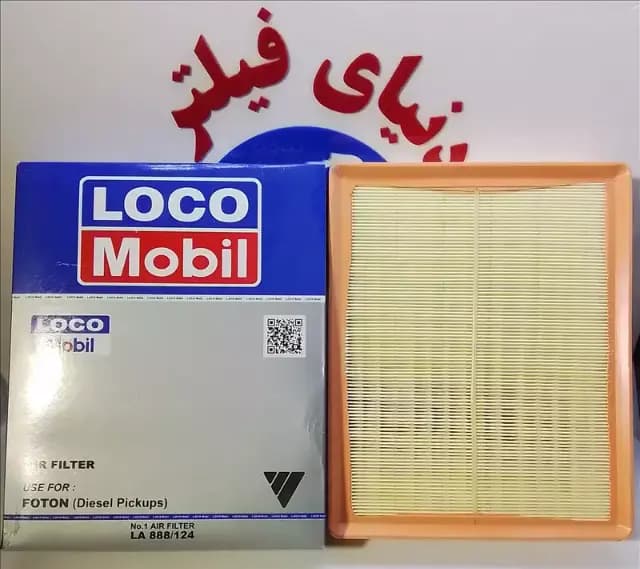 دنیای فیلتر
LOCO
Mobil
LOCO
Mobil
AIR FILTER
USE FOR :
FOTON (Diesel Pickups)
No.1 AIR FILTER
LA 888/124